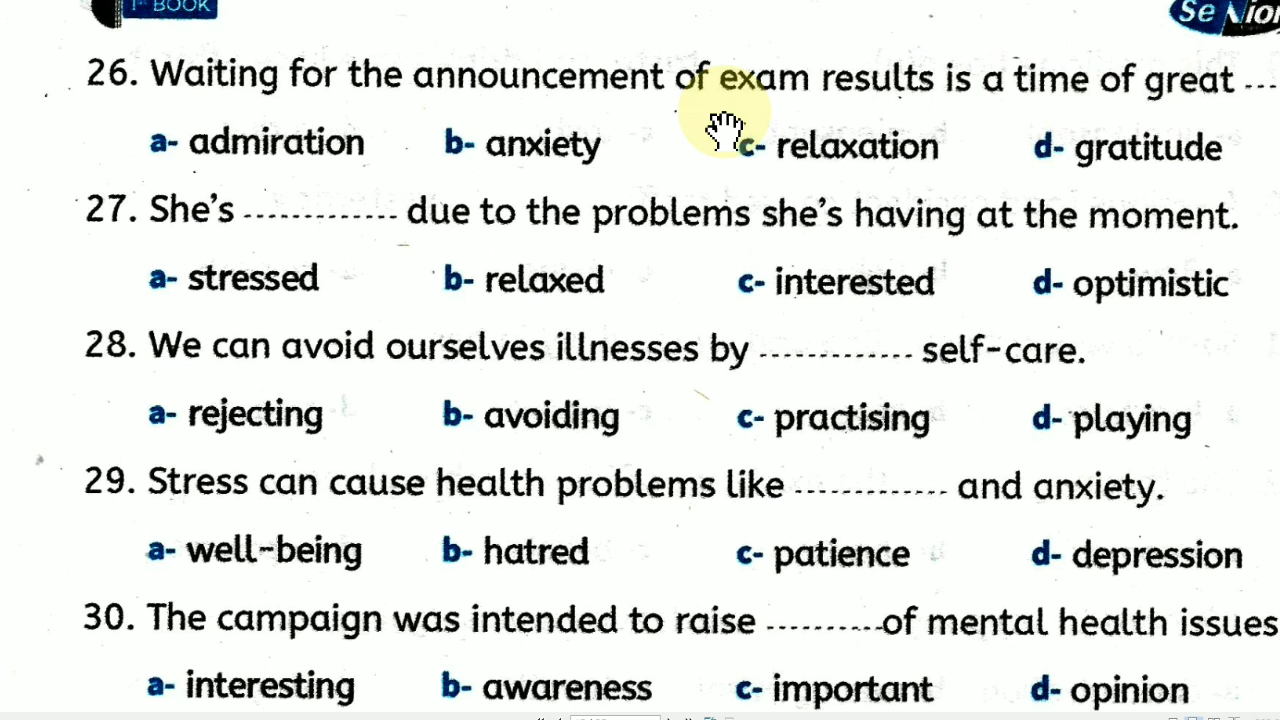 1st BOOK
Senior
26. Waiting for the announcement of exam results is a time of great ...
a- admiration b- anxiety c- relaxation d- gratitude
27. She's ............. due to the problems she's having at the moment.
a- stressed b- relaxed c- interested d- optimistic
28. We can avoid ourselves illnesses by ............. self-care.
a- rejecting b- avoiding c- practising d- playing
29. Stress can cause health problems like ............. and anxiety.
a- well-being b- hatred c- patience d- depression
30. The campaign was intended to raise ..........of mental health issues
a- interesting b- awareness c- important d- opinion